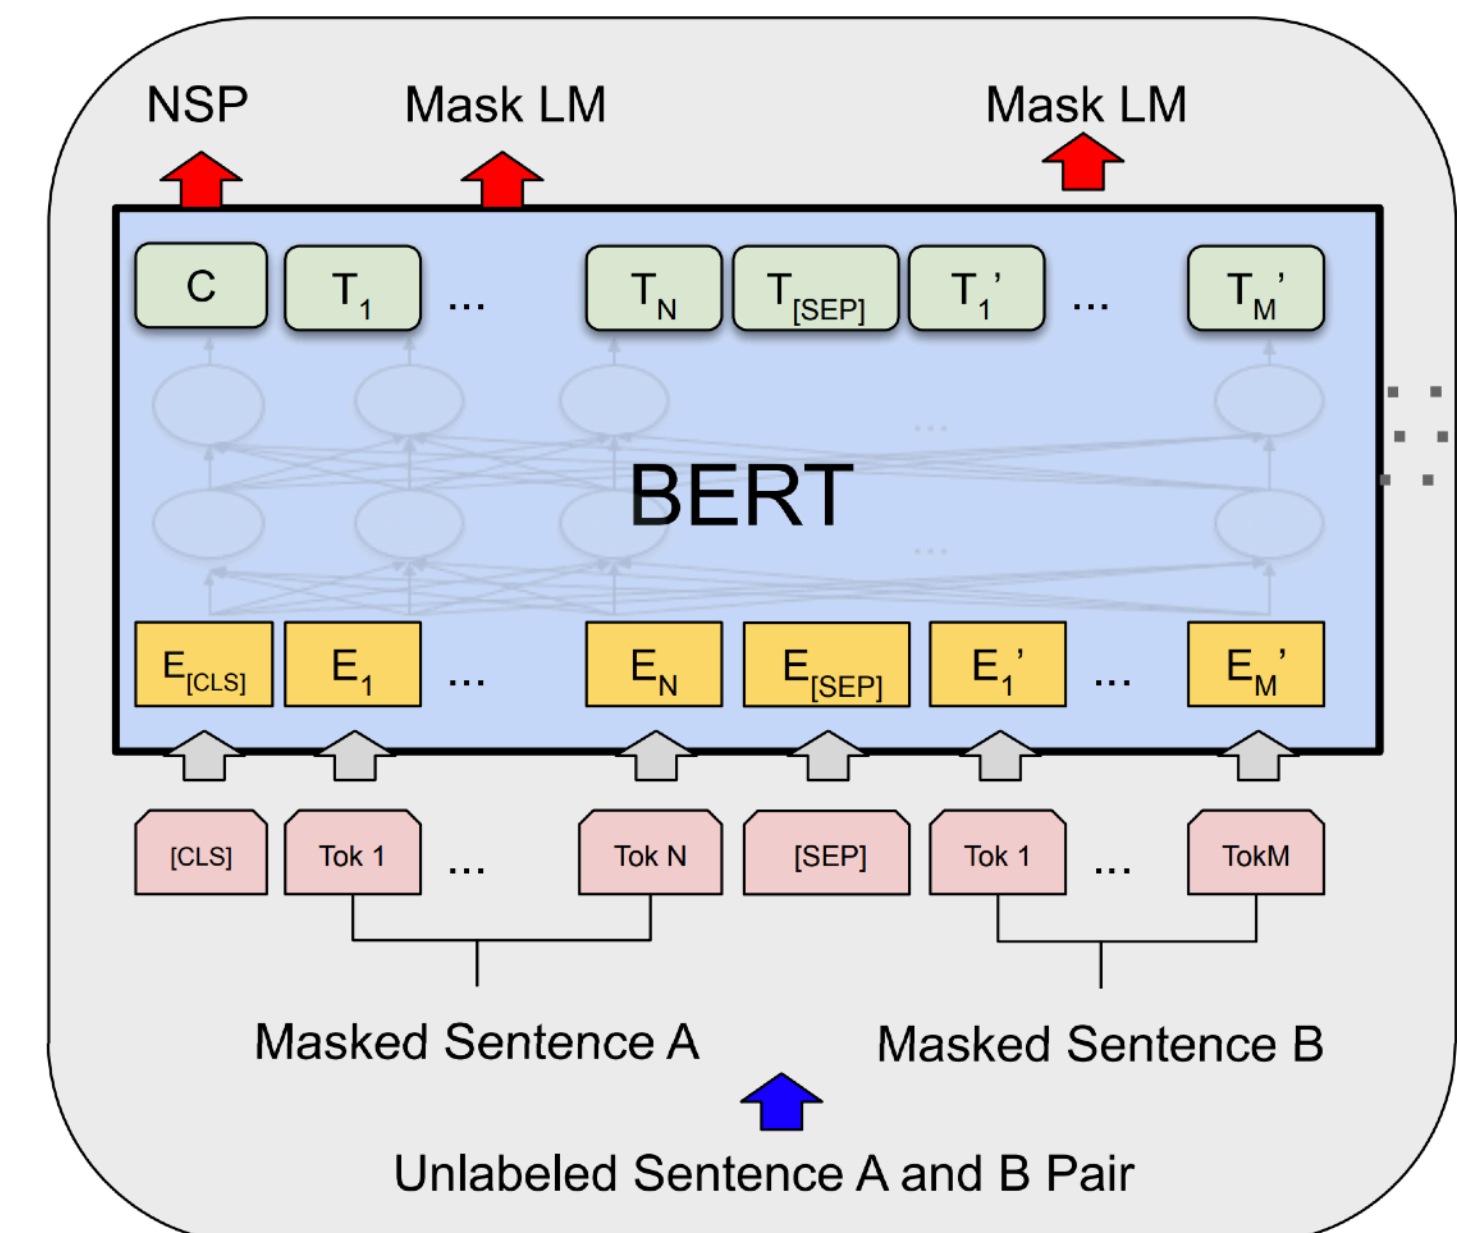 NSP Mask LM Mask LM
C T1 ... TN T[SEP] T1’ ... TM’
...
BERT
...
E[CLS] E1 ... EN E[SEP] E1’ ... EM’
[CLS] Tok 1 ... Tok N [SEP] Tok 1 ... TokM
Masked Sentence A Masked Sentence B
Unlabeled Sentence A and B Pair